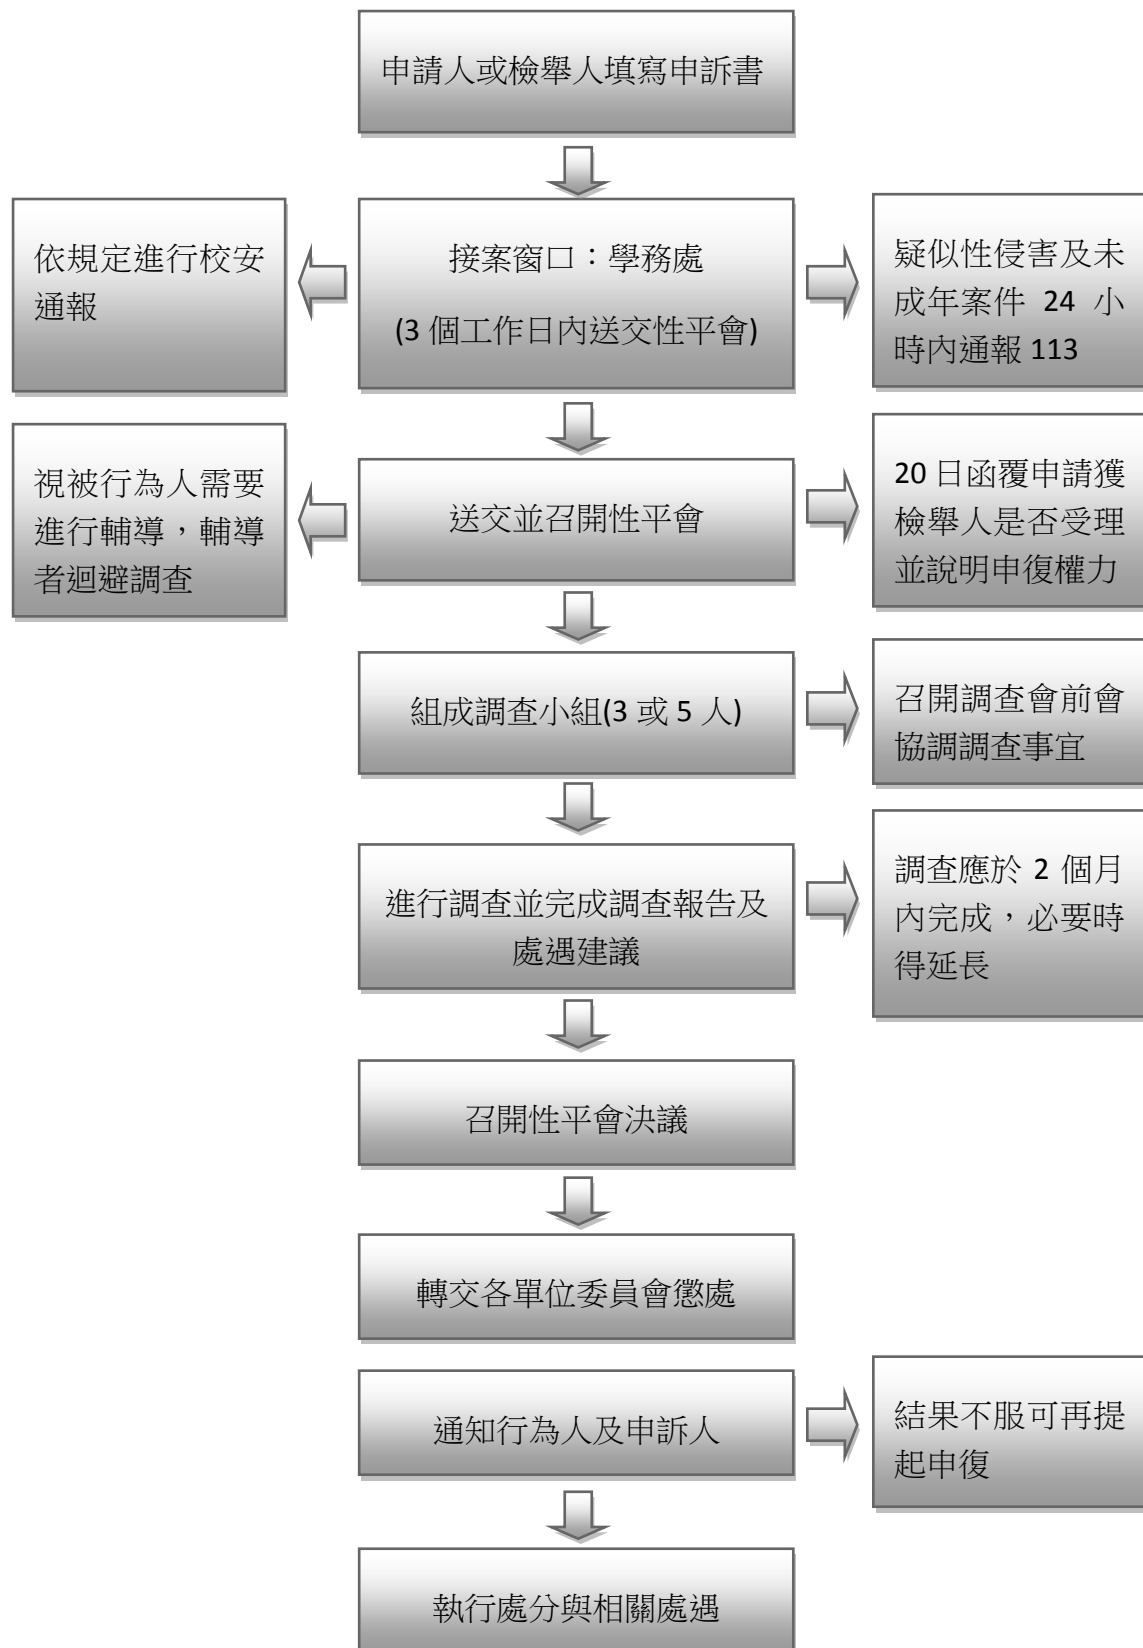 申請人或檢舉人填寫申訴書
依規定進行校安
通報
接案窗口：學務處
(3 個工作日內送交性平會)
疑似性侵害及未
成年案件 24 小
時內通報 113
視被行為人需要
進行輔導，輔導
者迴避調查
送交並召開性平會
20 日函覆申請獲
檢舉人是否受理
並說明申復權力
組成調查小組(3 或 5 人)
召開調查會前會
協調調查事宜
進行調查並完成調查報告及
處遇建議
調查應於 2 個月
內完成，必要時
得延長
召開性平會決議
轉交各單位委員會懲處
通知行為人及申訴人
結果不服可再提
起申復
執行處分與相關處遇